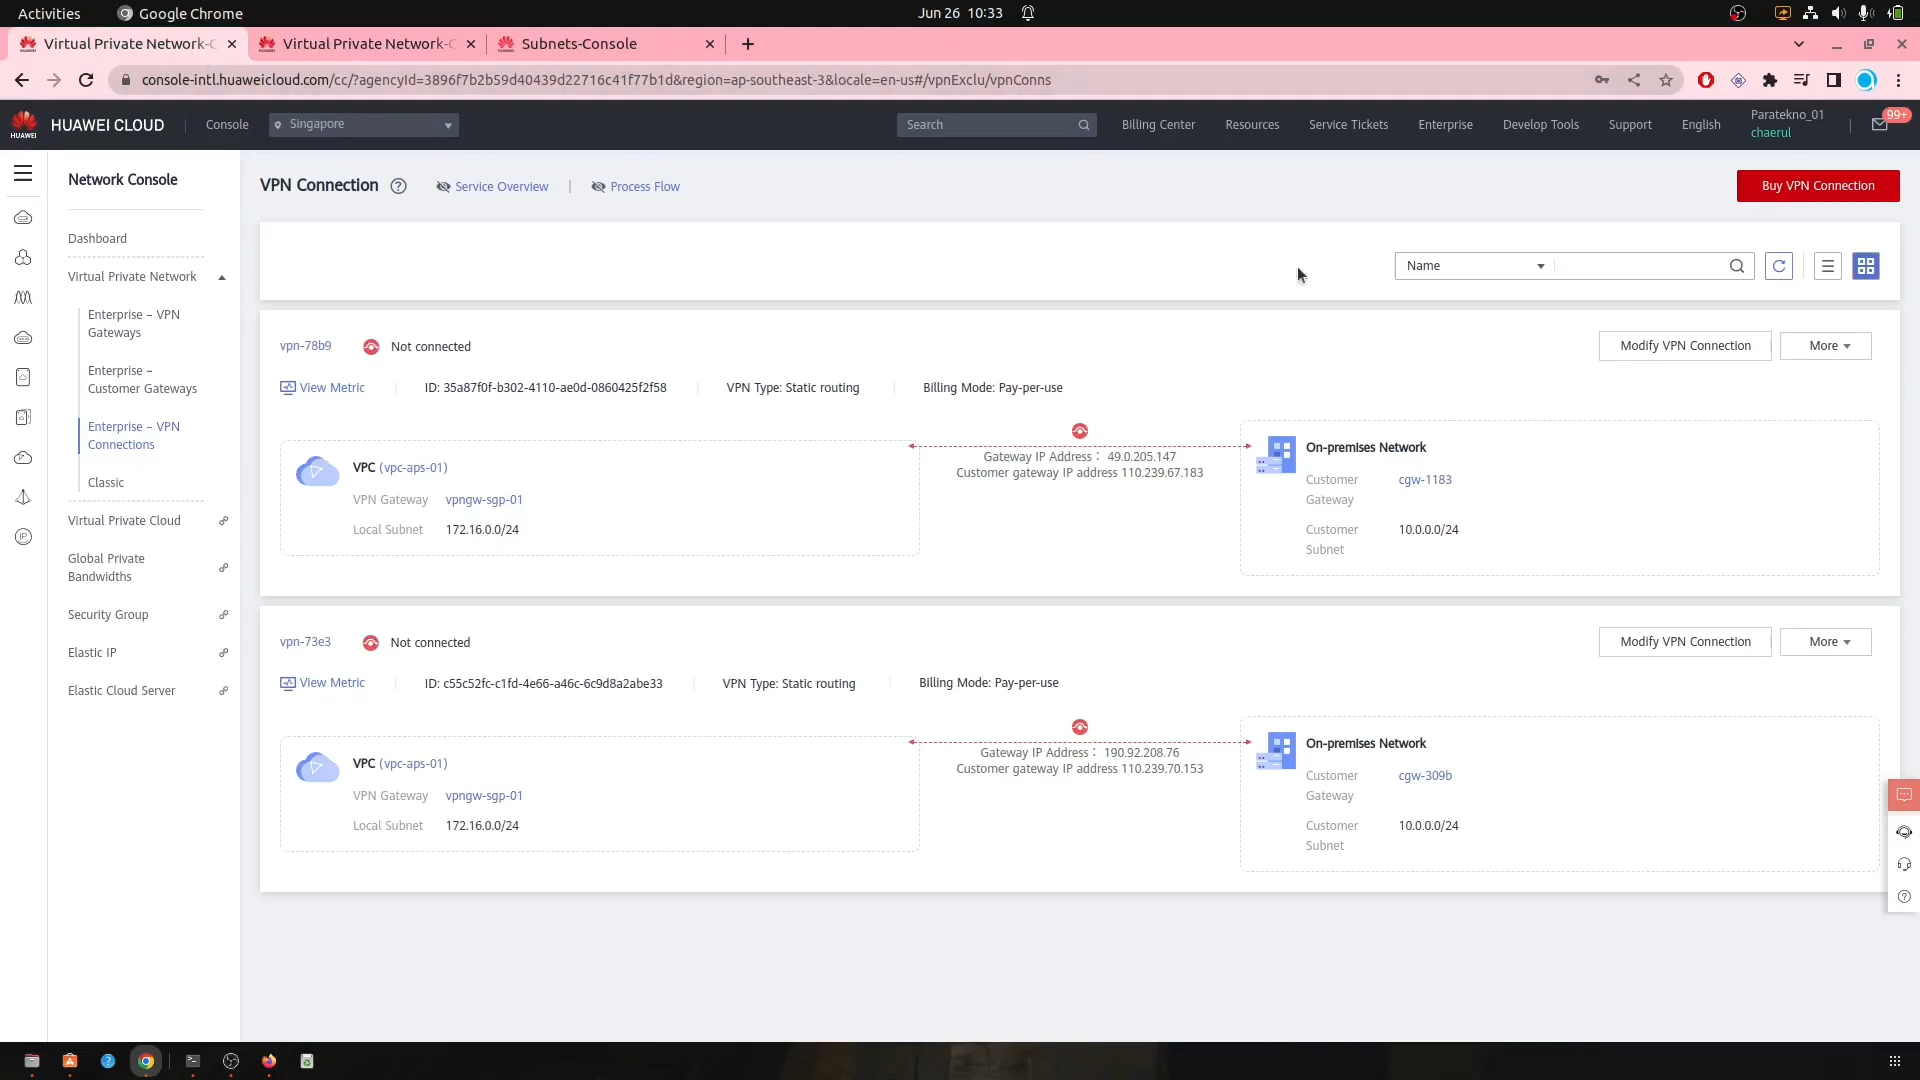 Activities
Google Chrome
Jun 26 10:33
Virtual Private Network-C
Virtual Private Network-C
Subnets-Console
console-intl.huaweicloud.com/cc/?agencyId=3896f7b2b59d40439d22716c41f77b1d&region=ap-southeast-3&locale=en-us#/vpnExclu/vpnConns
HUAWEI
HUAWEI CLOUD
Console
Singapore
Search
Billing Center
Resources
Service Tickets
Enterprise
Develop Tools
Support
English
Paratekno_01
chaerul
99+
Network Console
Dashboard
Virtual Private Network
Enterprise – VPN
Gateways
Enterprise –
Customer Gateways
Enterprise – VPN
Connections
Classic
Virtual Private Cloud
Global Private
Bandwidths
Security Group
Elastic IP
Elastic Cloud Server
VPN Connection
Service Overview
Process Flow
Buy VPN Connection
Name
vpn-78b9
Not connected
Modify VPN Connection
More
View Metric
ID: 35a87f0f-b302-4110-ae0d-0860425f2f58
VPN Type: Static routing
Billing Mode: Pay-per-use
VPC (vpc-aps-01)
VPN Gateway vpngw-sgp-01
Local Subnet 172.16.0.0/24
Gateway IP Address： 49.0.205.147
Customer gateway IP address 110.239.67.183
On-premises Network
Customer
Gateway
cgw-1183
Customer
Subnet
10.0.0.0/24
vpn-73e3
Not connected
Modify VPN Connection
More
View Metric
ID: c55c52fc-c1fd-4e66-a46c-6c9d8a2abe33
VPN Type: Static routing
Billing Mode: Pay-per-use
VPC (vpc-aps-01)
VPN Gateway vpngw-sgp-01
Local Subnet 172.16.0.0/24
Gateway IP Address： 190.92.208.76
Customer gateway IP address 110.239.70.153
On-premises Network
Customer
Gateway
cgw-309b
Customer
Subnet
10.0.0.0/24